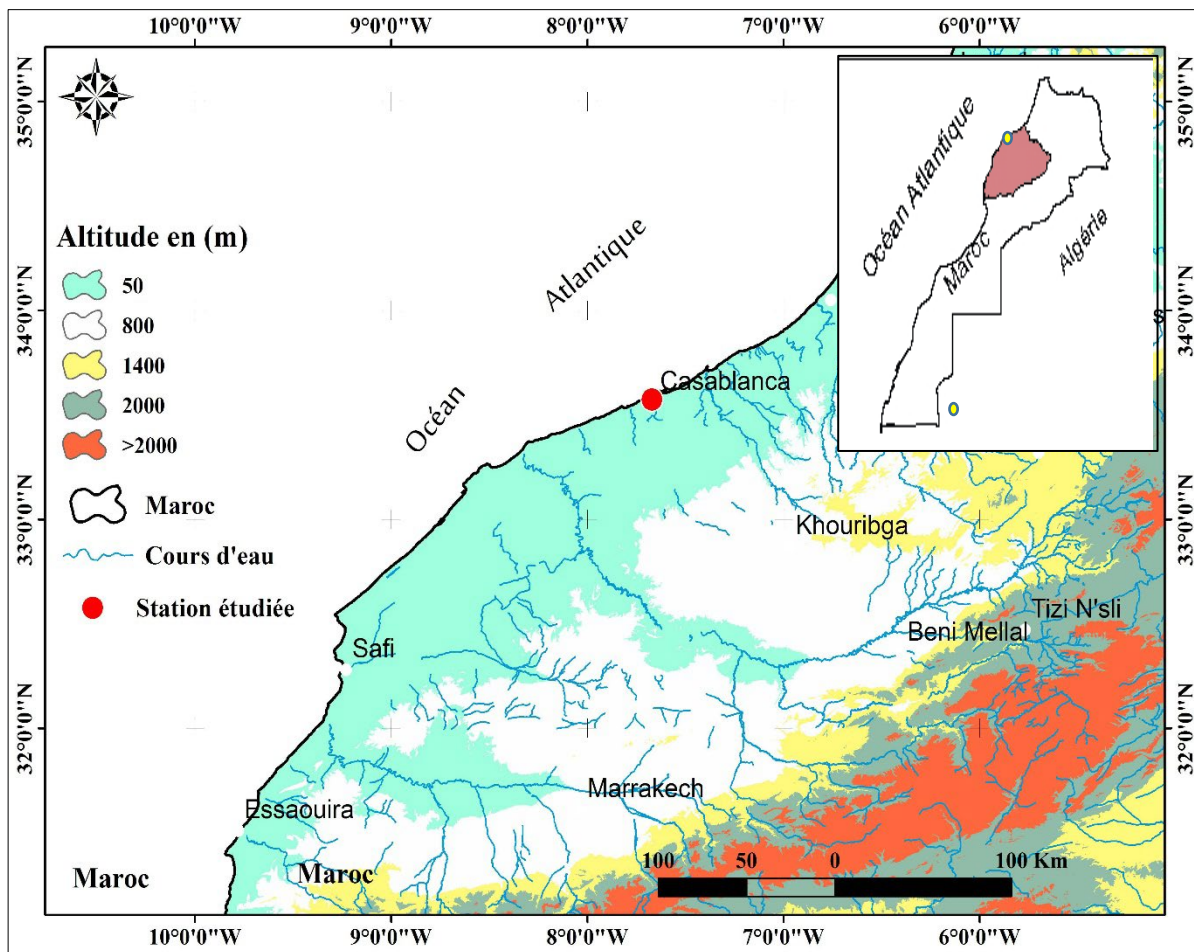 10°0'0"W
9°0'0"W
8°0'0"W
7°0'0"W
6°0'0"W
35°0'0"N
34°0'0"N
33°0'0"N
32°0'0"N
35°0'0"N
34°0'0"N
33°0'0"N
32°0'0"N
Altitude en (m)
50
800
1400
2000
>2000
Maroc
Cours d'eau
Station étudiée
Océan
Atlantique
Océan Atlantique
Maroc
Algérie
s
Casablanca
Khouribga
Tizi N'sli
Beni Mellal
Safi
Marrakech
Essaouira
Maroc
Maroc
100
50
0
100 Km
10°0'0"W
9°0'0"W
8°0'0"W
7°0'0"W
6°0'0"W